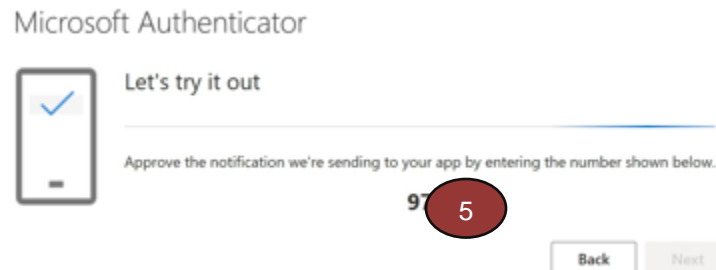 Microsoft Authenticator
Let's try it out
Approve the notification we're sending to your app by entering the number shown below.
97
5
Back
Next